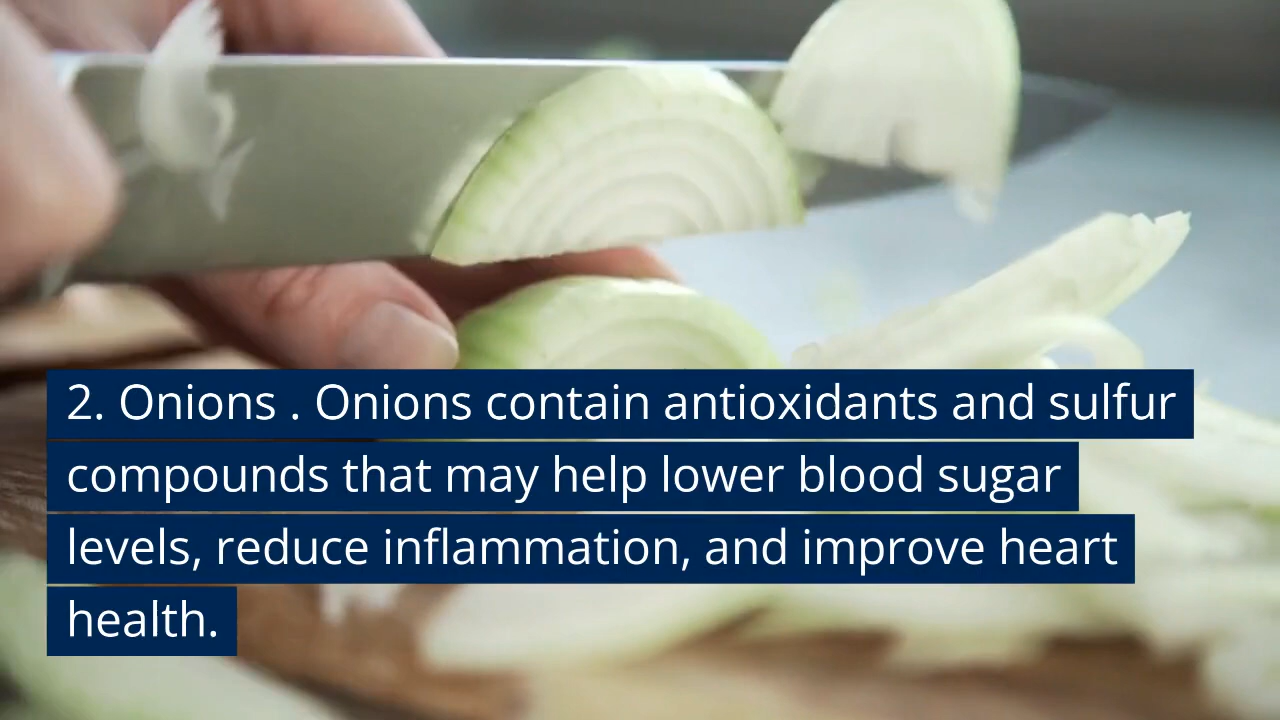 2. Onions . Onions contain antioxidants and sulfur
compounds that may help lower blood sugar
levels, reduce inflammation, and improve heart
health.